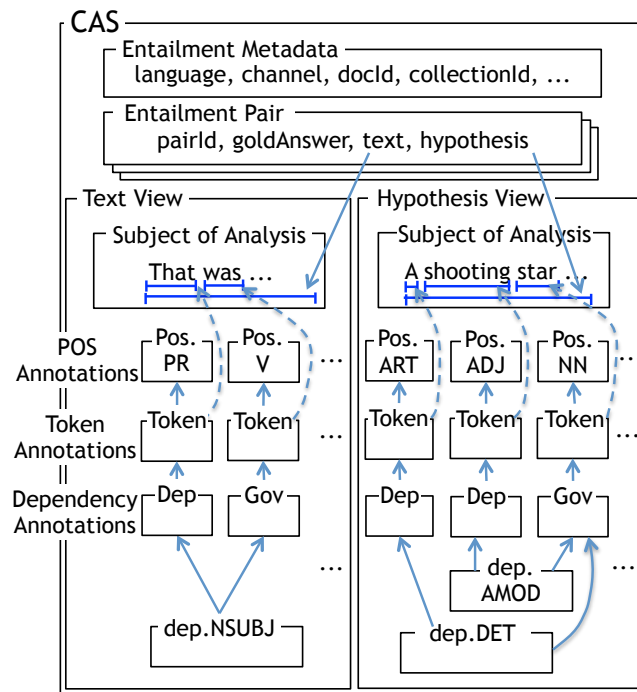 CAS
Entailment Metadata
language, channel, docId, collectionId, ...
Entailment Pair
pairId, goldAnswer, text, hypothesis
Text View
Hypothesis View
Subject of Analysis
Subject of Analysis
That was ...
A shooting star ...
POS
Annotations
Pos.
PR
Pos.
V
...
Pos.
ART
Pos.
ADJ
Pos.
NN
...
Token
Annotations
Token
Token
...
Token
Token
Token
...
Dependency
Annotations
Dep
Gov
Dep
Dep
Gov
...
...
dep.
AMOD
dep.NSUBJ
dep.DET